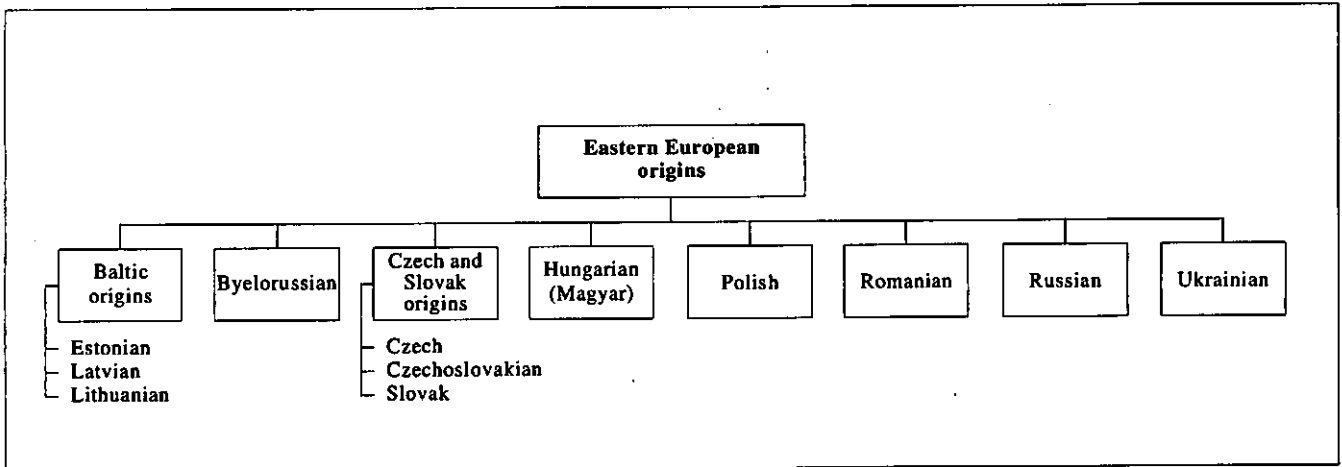 Eastern European
origins
Baltic
origins
Byelorussian
Czech and
Slovak
origins
Hungarian
(Magyar)
Polish
Romanian
Russian
Ukrainian
Estonian
Latvian
Lithuanian
Czech
Czechoslovakian
Slovak